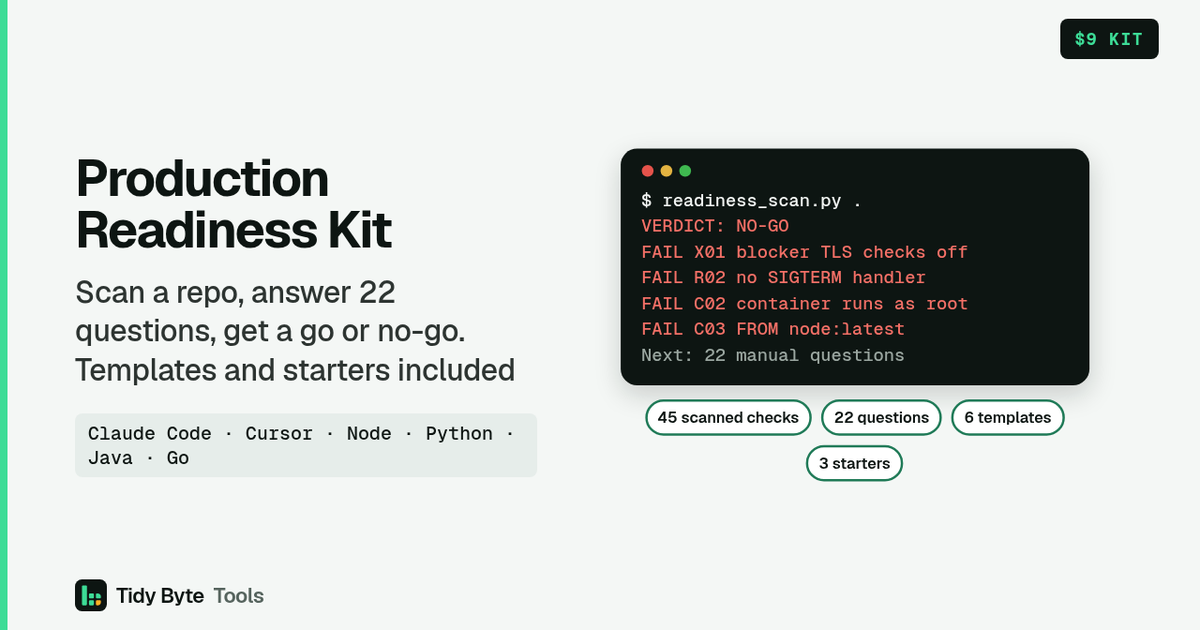 $9 KIT
Production
Readiness Kit
Scan a repo, answer 22
questions, get a go or no-go.
Templates and starters included
Claude Code · Cursor · Node · Python ·
Java · Go
$ readiness_scan.py .
VERDICT: NO-GO
FAIL X01 blocker TLS checks off
FAIL R02 no SIGTERM handler
FAIL C02 container runs as root
FAIL C03 FROM node:latest
Next: 22 manual questions
45 scanned checks
22 questions
6 templates
3 starters
Tidy Byte Tools